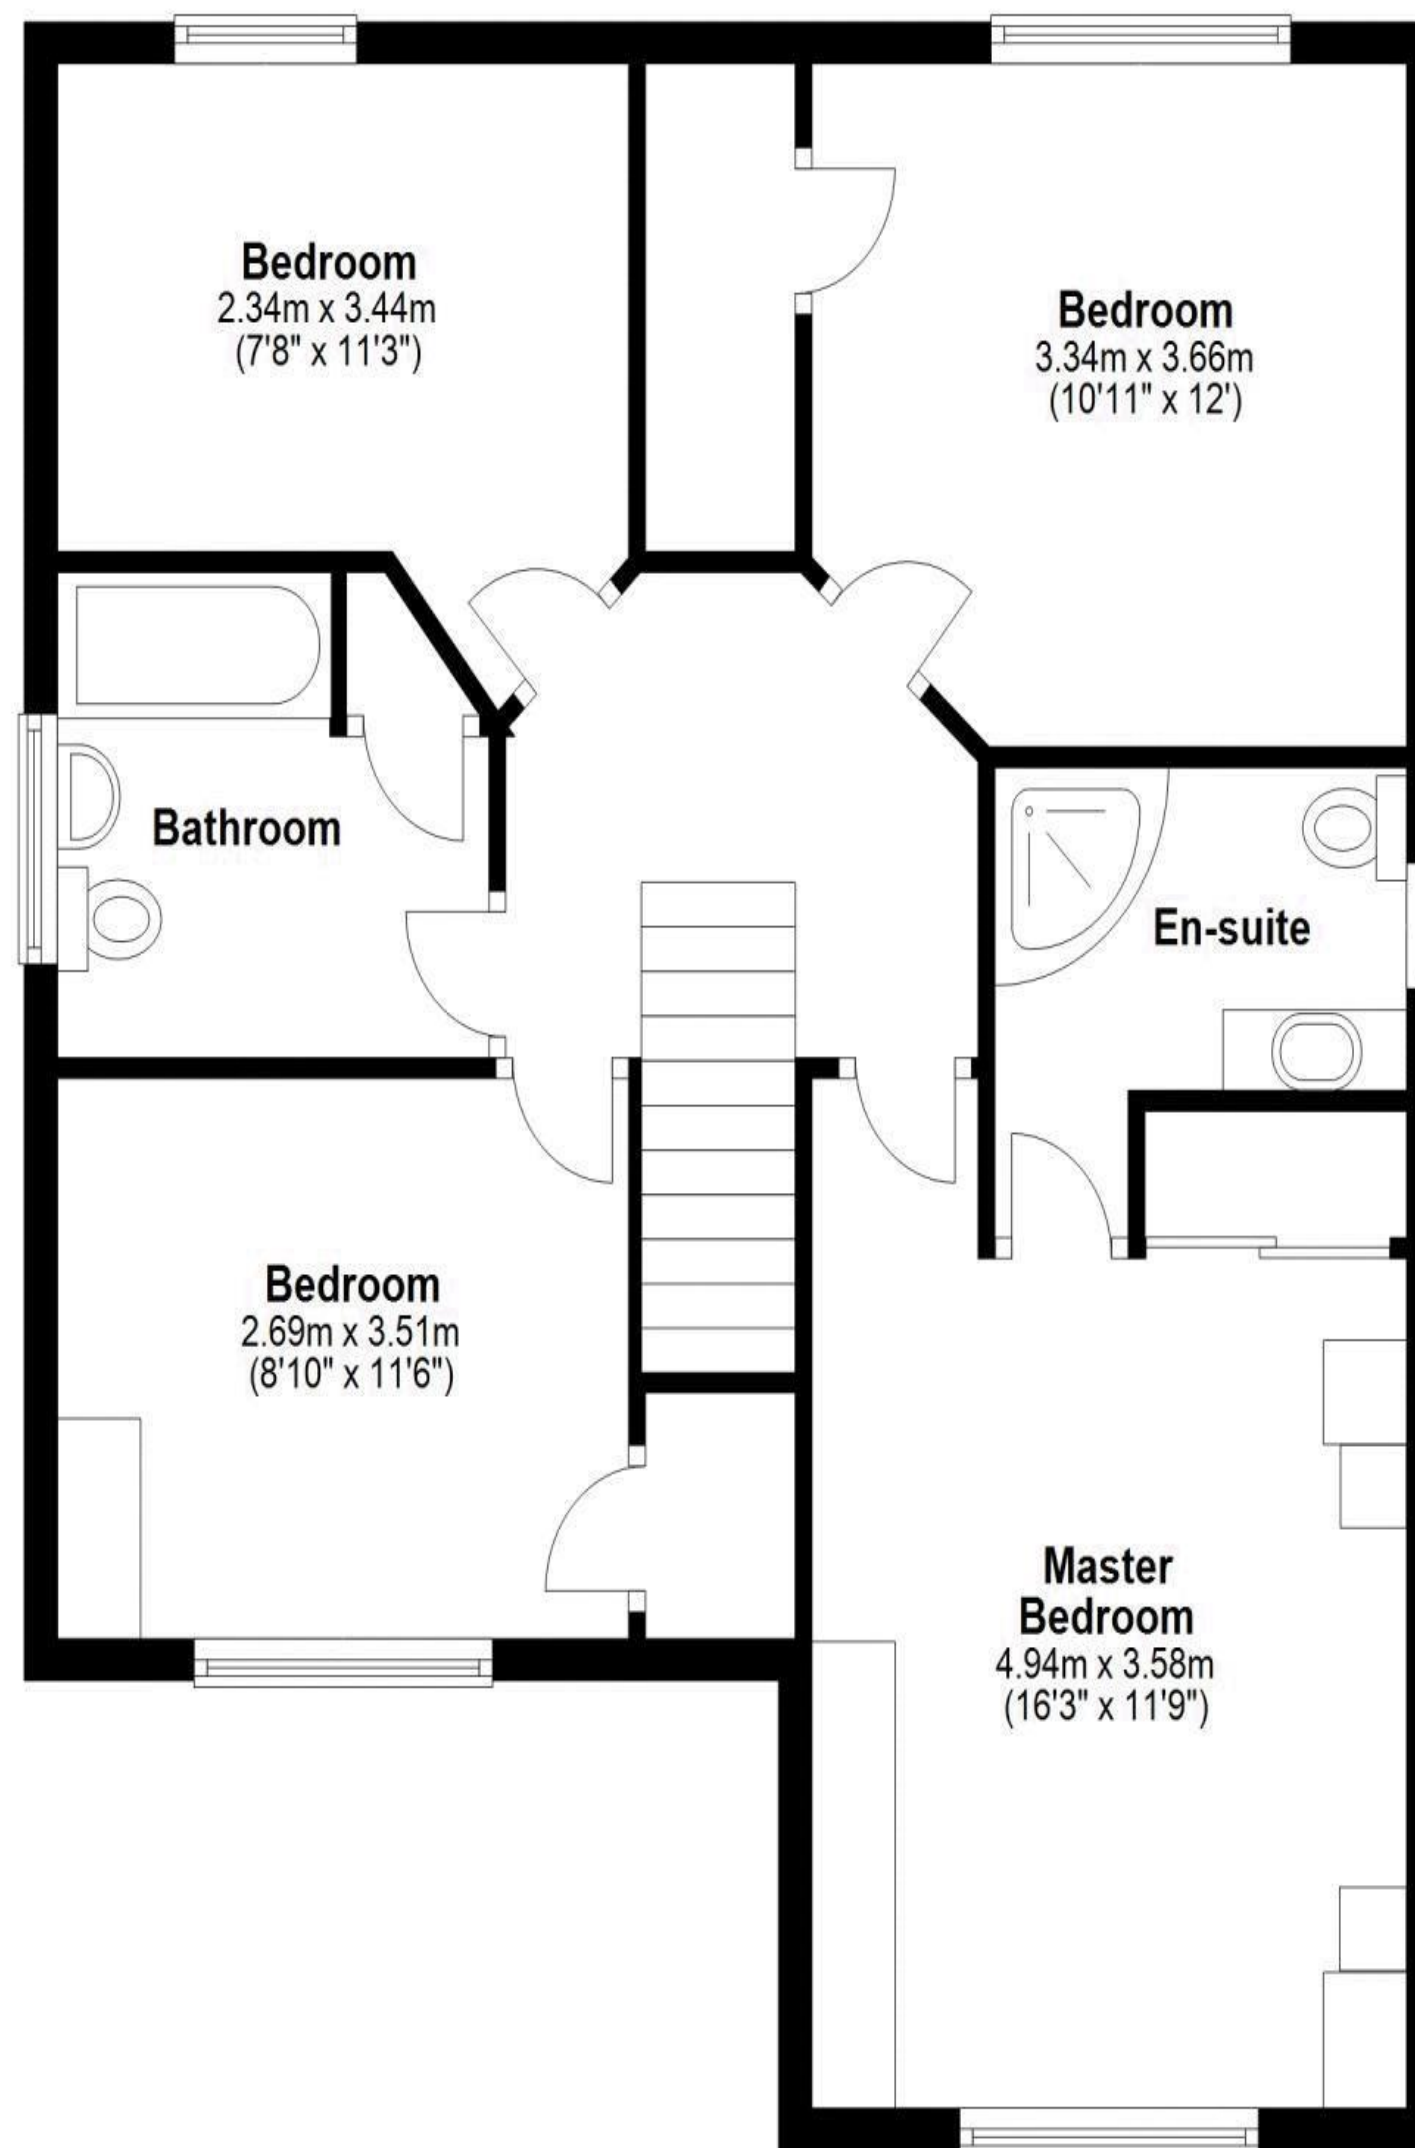 Bedroom
2.34m x 3.44m
(7'8" x 11'3")
Bedroom
3.34m x 3.66m
(10'11" x 12')
Bathroom
En-suite
Bedroom
2.69m x 3.51m
(8'10" x 11'6")
Master
Bedroom
4.94m x 3.58m
(16'3" x 11'9")